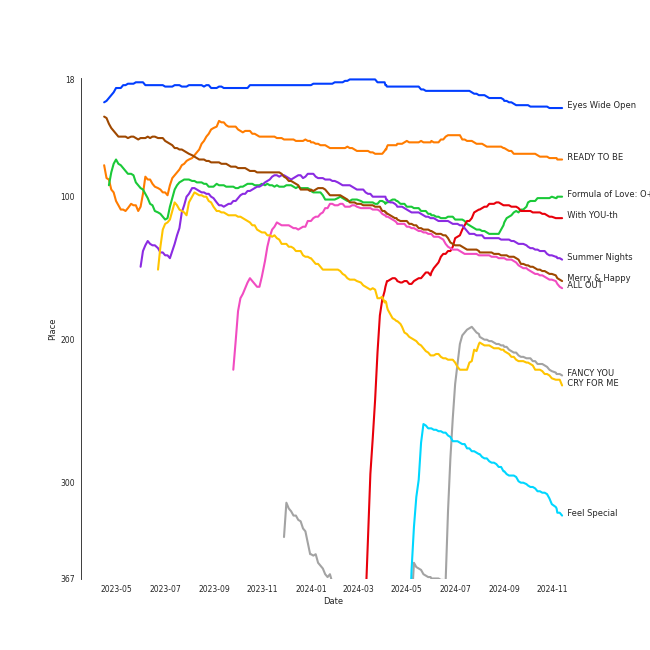 18
100
200
300
367
Place
2023-05
2023-07
2023-09
2023-11
2024-01
2024-03
2024-05
2024-07
2024-09
2024-11
Date
Eyes Wide Open
READY TO BE
Formula of Love: O+
With YOU-th
Summer Nights
Merry & Happy
ALL OUT
FANCY YOU
CRY FOR ME
Feel Special